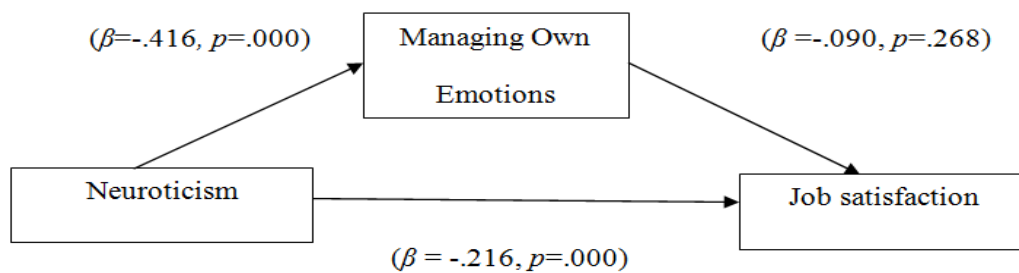 (β=-.416, p=.000)
Managing Own
Emotions
(β =-.090, p=.268)
Neuroticism
Job satisfaction
(β = -.216, p=.000)